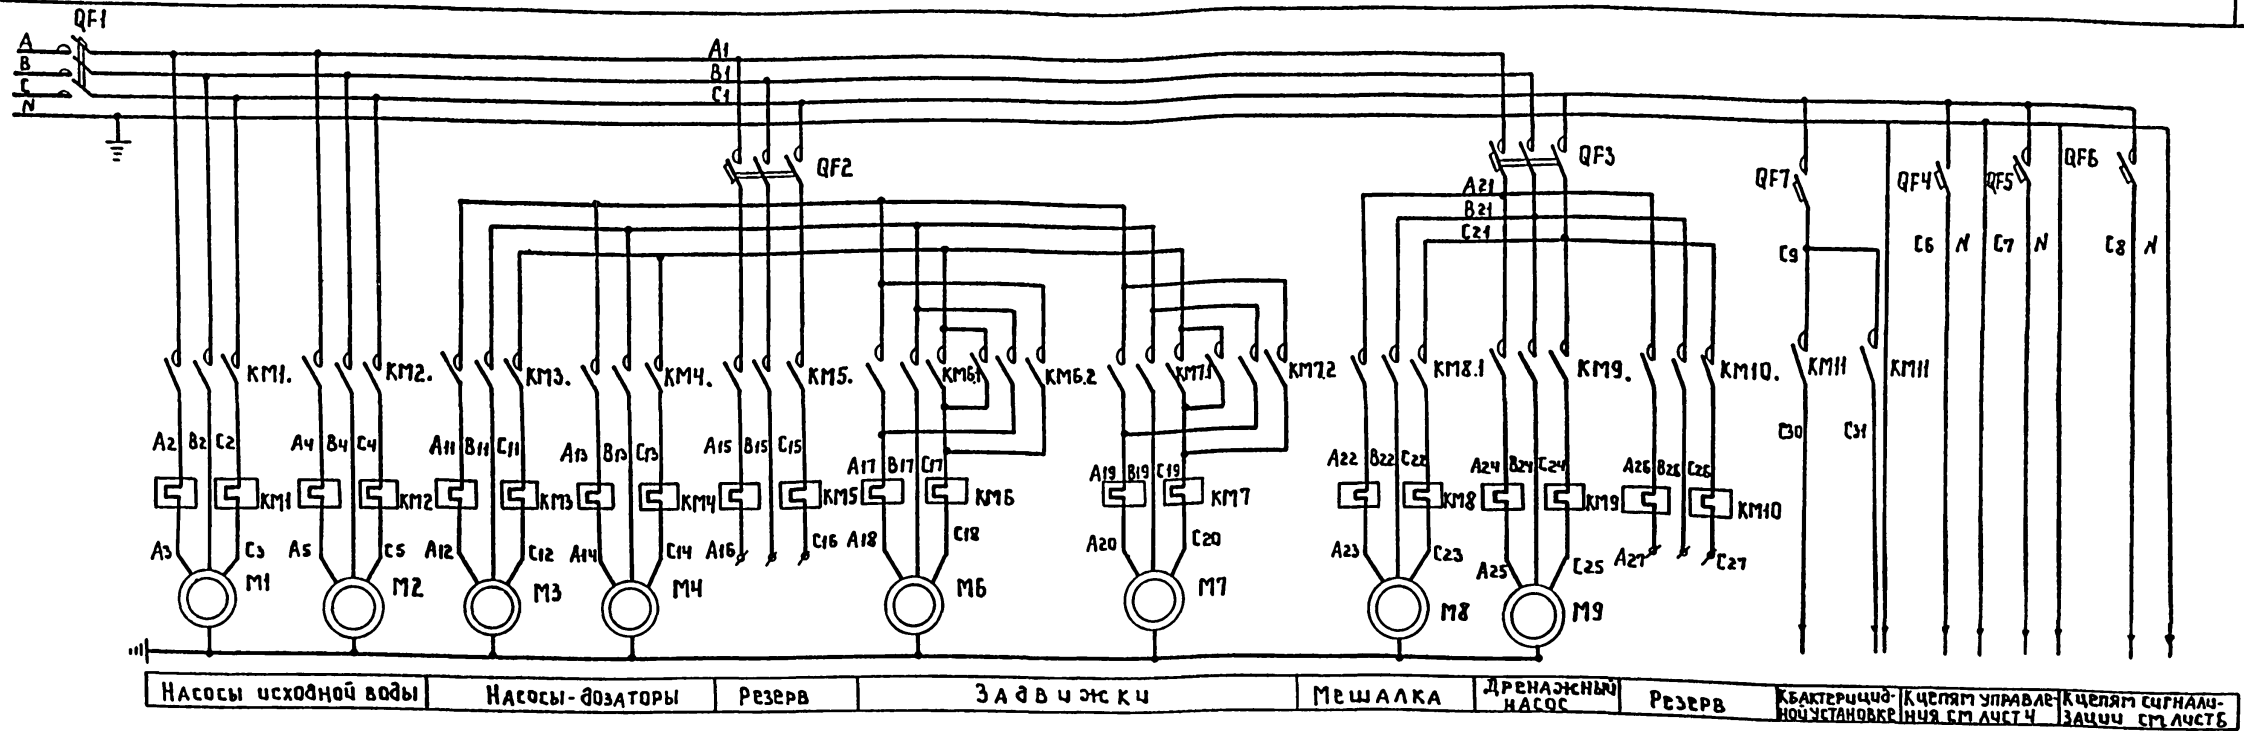 QF1
A
B
C
N
A1
B1
C1
QF2
QF3
A21
B21
C21
QF7
QF4
QF5
QF6
C9
C6 N C7 N C8 N
KM1. KM2. KM3. KM4. KM5. KM6.1 KM6.2 KM7.1 KM7.2 KM8.1 KM9. KM10. KM11 KM11
A2 B2 C2 A4 B4 C4 A11 B11 C11 A13 B13 C13 A15 B15 C15 A17 B17 C17 A19 B19 C19 A22 B22 C22 A24 B24 C24 A26 B26 C26 C30 C31
KM1 KM2 KM3 KM4 KM5 KM6 KM7 KM8 KM9 KM10
A3 C3 A5 C5 A12 C12 A14 C14 A16 C16 A18 C18 A20 C20 A23 C23 A25 C25 A27 C27
M1 M2 M3 M4 M6 M7 M8 M9
Насосы исходной воды
Насосы-дозаторы
Резерв
Задвижки
Мешалка
Дренажный
насос
Резерв
К бактерицид-
ной установке
К цепям управле-
ния см лист 4
К цепям сигнали-
зации см лист 6